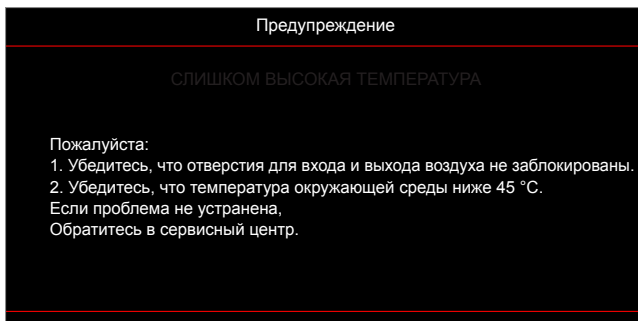 Предупреждение
СЛИШКОМ ВЫСОКАЯ ТЕМПЕРАТУРА
Пожалуйста:
1. Убедитесь, что отверстия для входа и выхода воздуха не заблокированы.
2. Убедитесь, что температура окружающей среды ниже 45 °C.
Если проблема не устранена,
Обратитесь в сервисный центр.